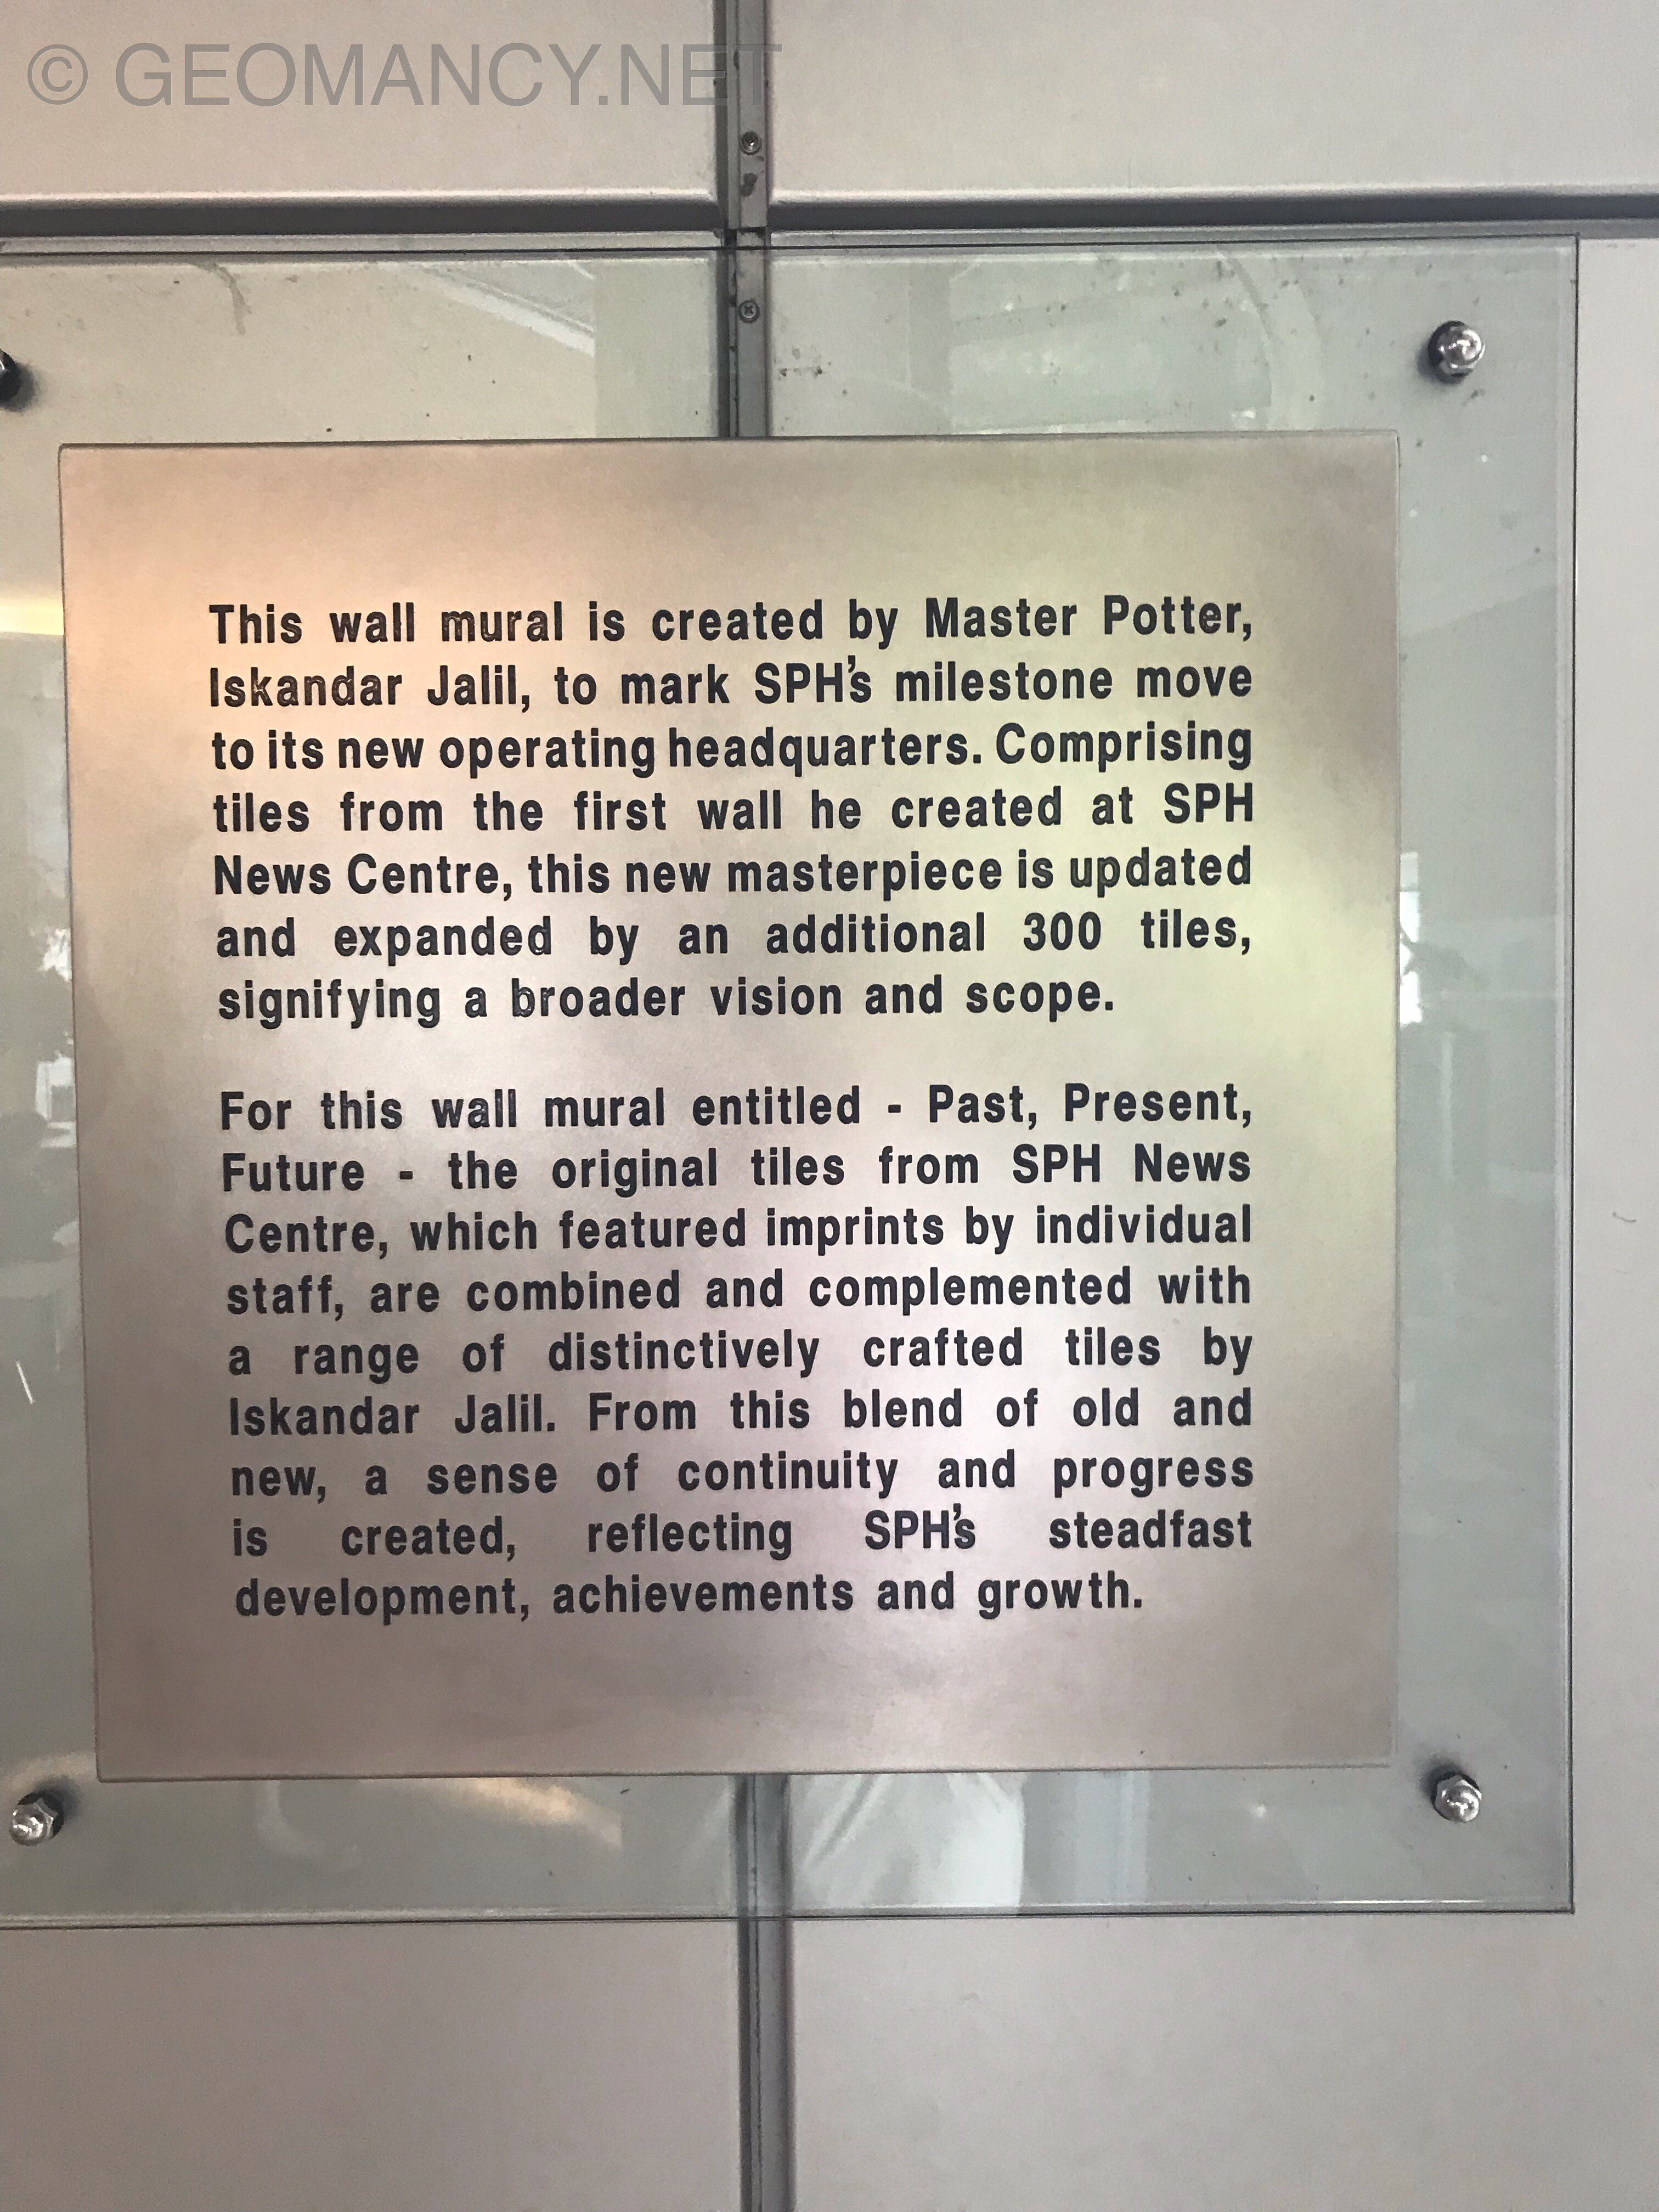 © GEOMANCY.NET
This wall mural is created by Master Potter,
Iskandar Jalil, to mark SPH's milestone move
to its new operating headquarters. Comprising
tiles from the first wall he created at SPH
News Centre, this new masterpiece is updated
and expanded by an additional 300 tiles,
signifying a broader vision and scope.
For this wall mural entitled - Past, Present,
Future - the original tiles from SPH News
Centre, which featured imprints by individual
staff, are combined and complemented with
a range of distinctively crafted tiles by
Iskandar Jalil. From this blend of old and
new, a sense of continuity and progress
is created, reflecting SPH's steadfast
development, achievements and growth.